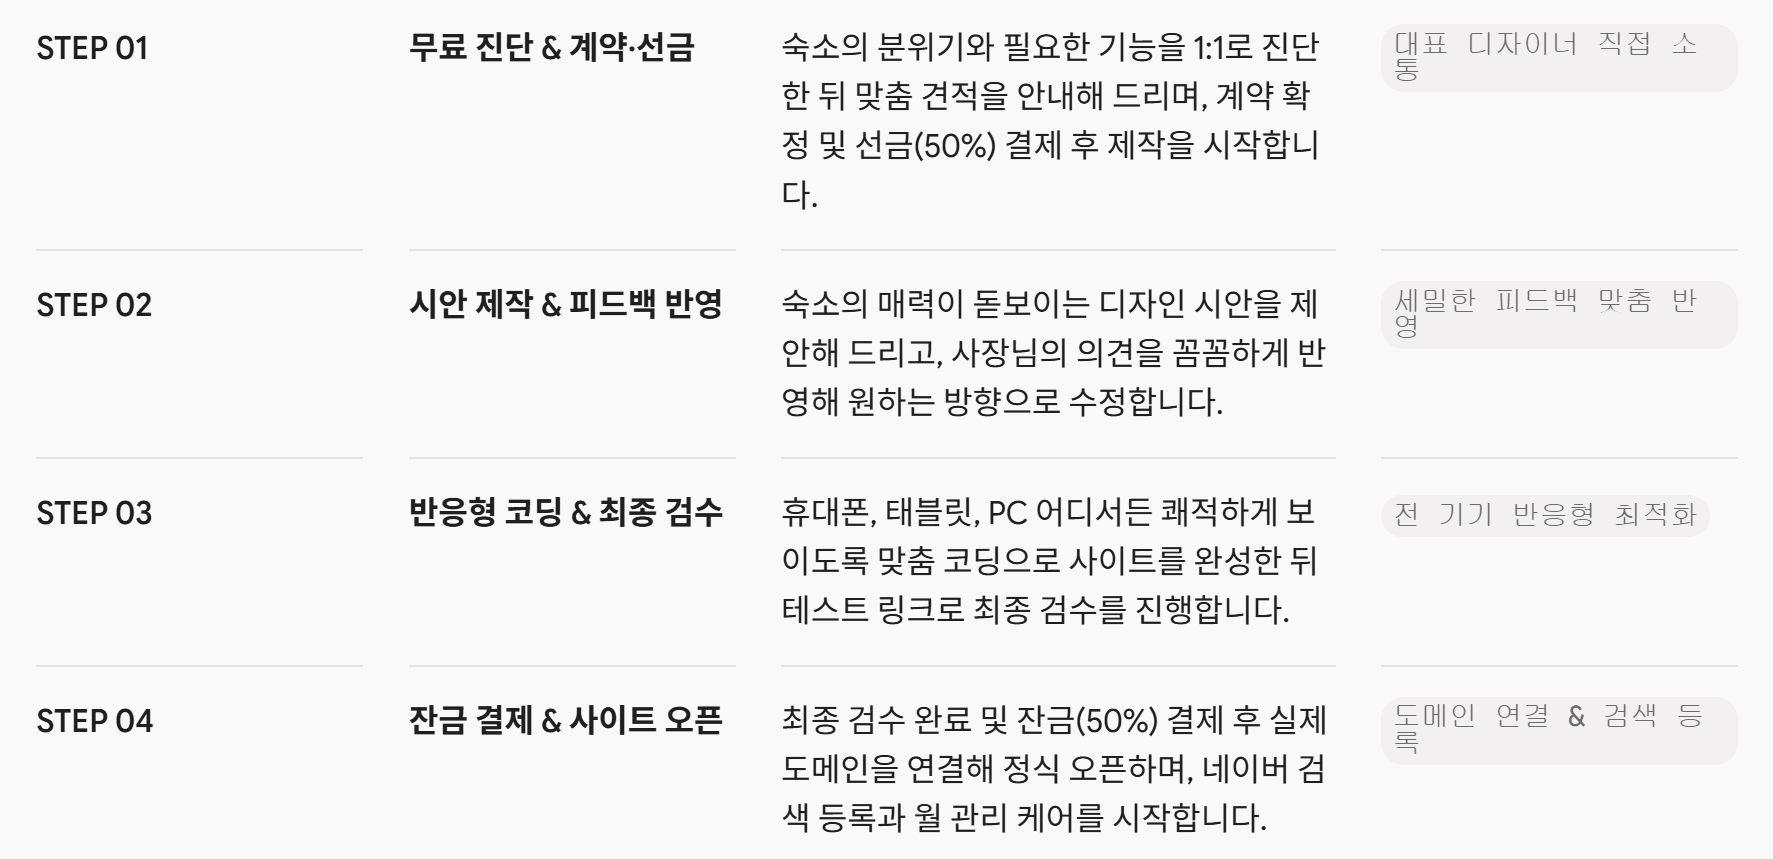 STEP 01
무료 진단 & 계약·선금
숙소의 분위기와 필요한 기능을 1:1로 진단
한 뒤 맞춤 견적을 안내해 드리며, 계약 확
정 및 선금(50%) 결제 후 제작을 시작합니
다.
대표 디자이너 직접 소
통
STEP 02
시안 제작 & 피드백 반영
숙소의 매력이 돋보이는 디자인 시안을 제
안해 드리고, 사장님의 의견을 꼼꼼하게 반
영해 원하는 방향으로 수정합니다.
세밀한 피드백 맞춤 반
영
STEP 03
반응형 코딩 & 최종 검수
휴대폰, 태블릿, PC 어디서든 쾌적하게 보
이도록 맞춤 코딩으로 사이트를 완성한 뒤
테스트 링크로 최종 검수를 진행합니다.
전 기기 반응형 최적화
STEP 04
잔금 결제 & 사이트 오픈
최종 검수 완료 및 잔금(50%) 결제 후 실제
도메인을 연결해 정식 오픈하며, 네이버 검
색 등록과 월 관리 케어를 시작합니다.
도메인 연결 & 검색 등
록